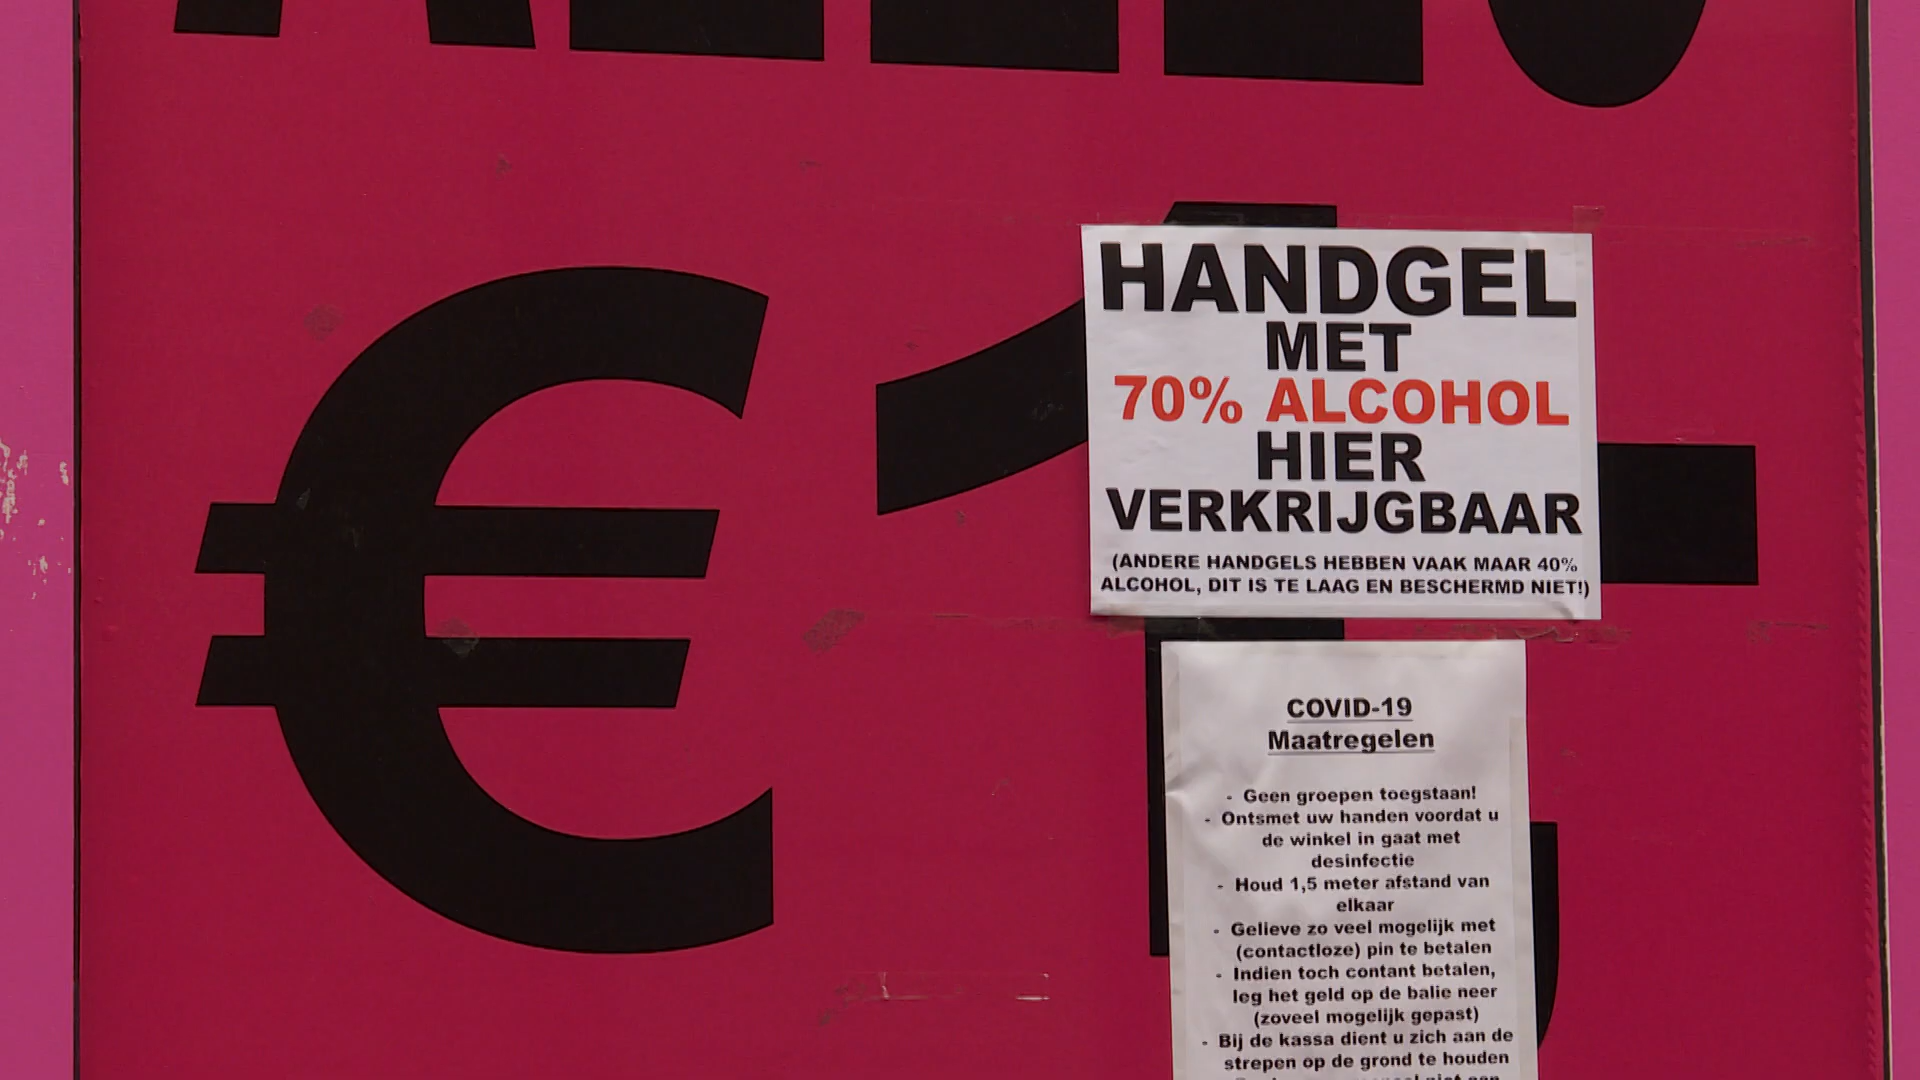 € 1
HANDGEL
MET
70% ALCOHOL
HIER
VERKRIJGBAAR
(ANDERE HANDGELS HEBBEN VAAK MAAR 40%
ALCOHOL, DIT IS TE LAAG EN BESCHERMD NIET!)
COVID-19
Maatregelen
- Geen groepen toegstaan!
- Ontsmet uw handen voordat u
de winkel in gaat met
desinfectie
- Houd 1,5 meter afstand van
elkaar
- Gelieve zo veel mogelijk met
(contactloze) pin te betalen
- Indien toch contant betalen,
leg het geld op de balie neer
(zoveel mogelijk gepast)
- Bij de kassa dient u zich aan de
strepen op de grond te houden